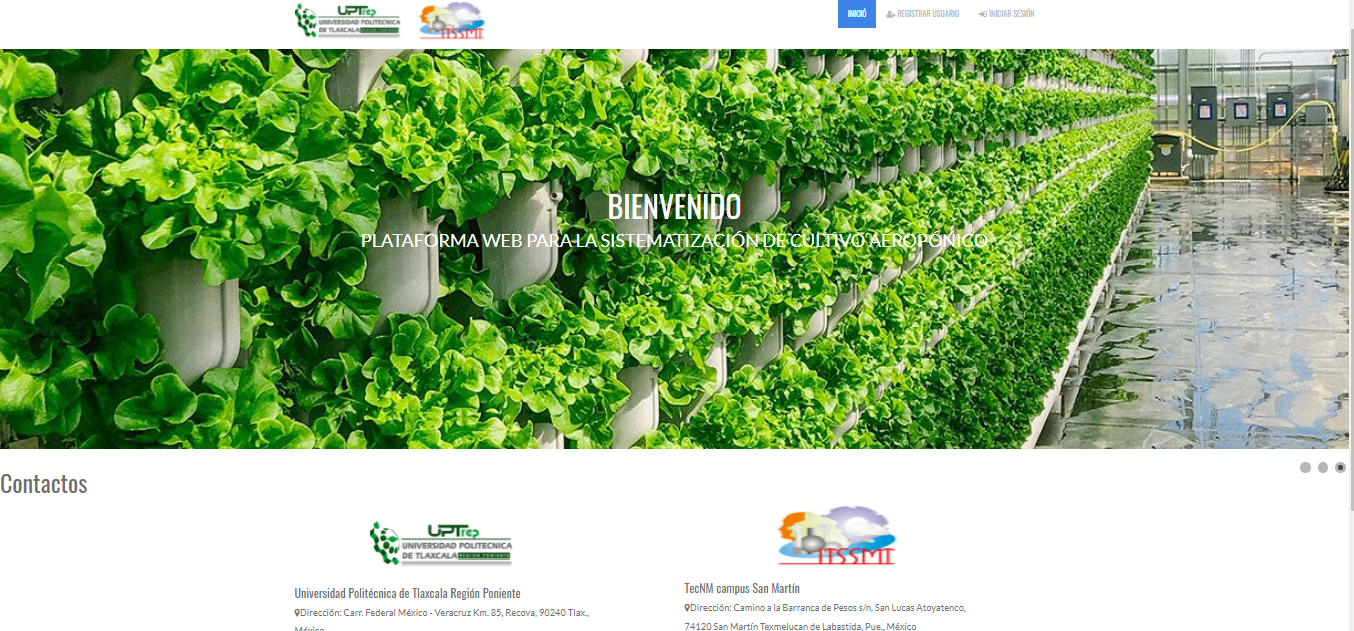 UPTrep
UNIVERSIDAD POLITECNICA
DE TLAXCALA REGIÓN PONIENTE
ITSSMT
INICIÓ
REGISTRAR USUARIO
INICIAR SESIÓN
BIENVENIDO
PLATAFORMA WEB PARA LA SISTEMATIZACIÓN DE CULTIVO AEROPÓNICO
Contactos
UPTrep
UNIVERSIDAD POLITECNICA
DE TLAXCALA REGIÓN PONIENTE
ITSSMT
Universidad Politécnica de Tlaxcala Región Poniente
Dirección: Carr. Federal México - Veracruz Km. 85, Recova, 90240 Tlax.,
México
TecNM campus San Martín
Dirección: Camino a la Barranca de Pesos s/n, San Lucas Atoyatenco,
74120 San Martín Texmelucan de Labastida, Pue., México